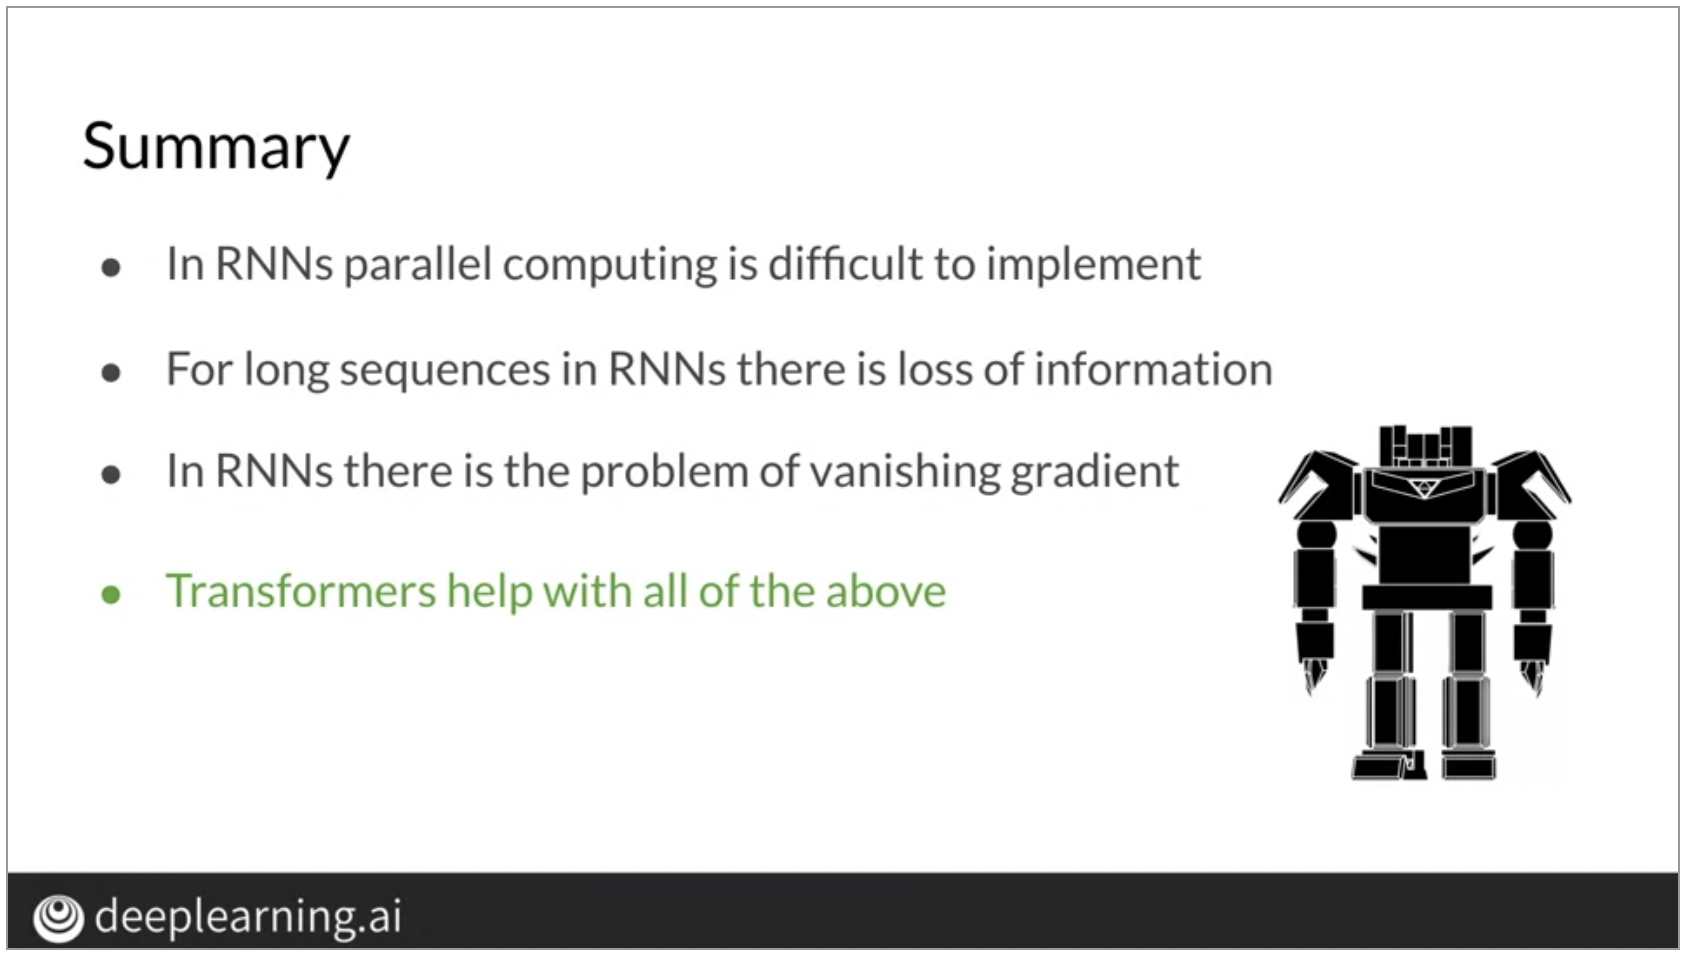 Summary
● In RNNs parallel computing is difficult to implement
● For long sequences in RNNs there is loss of information
● In RNNs there is the problem of vanishing gradient
● Transformers help with all of the above
deeplearning.ai